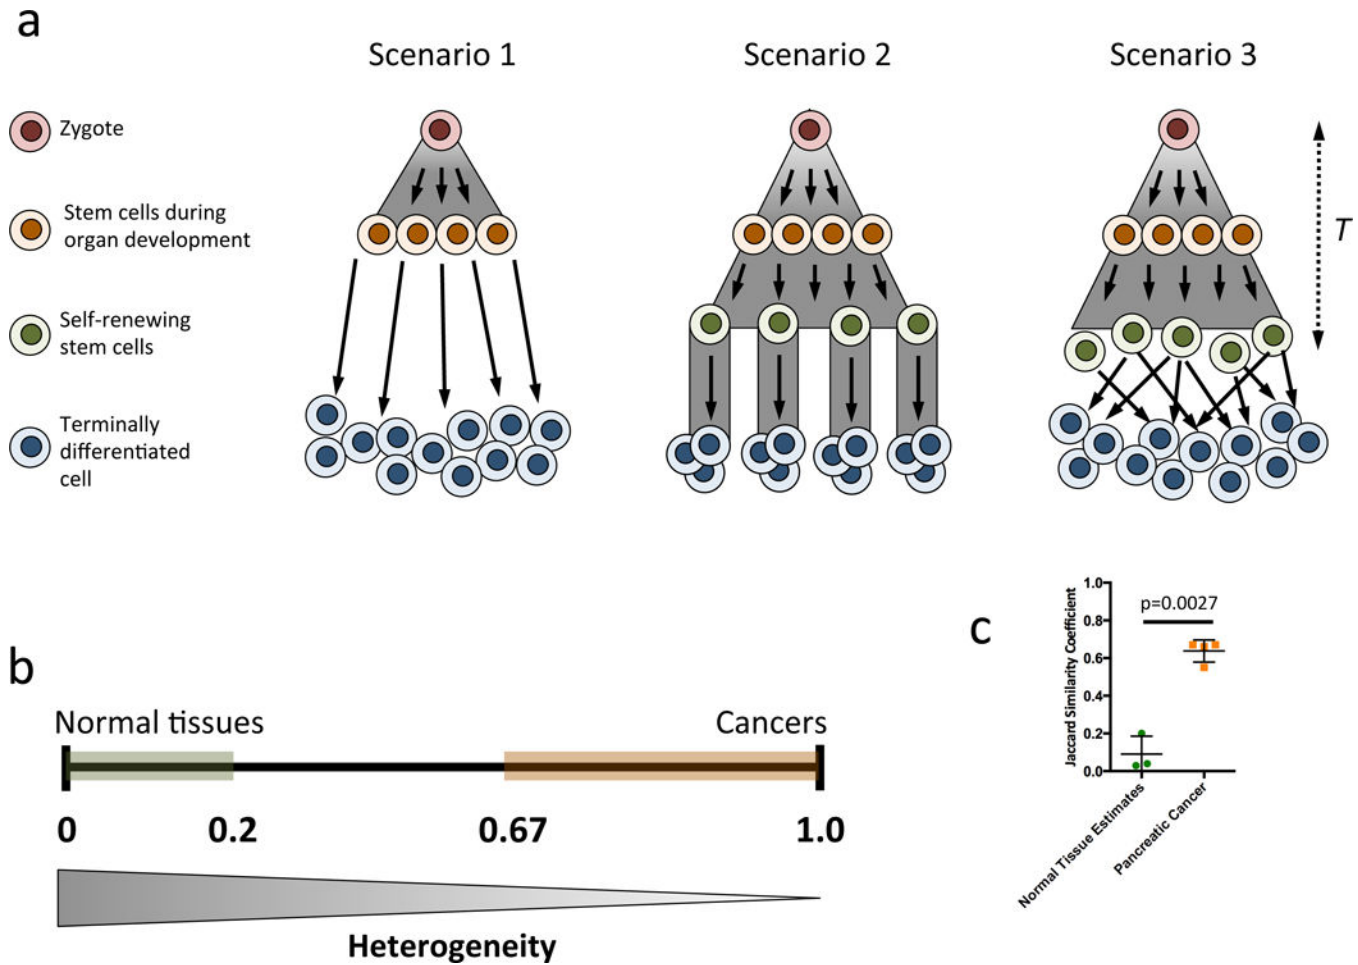 a
Scenario 1
Scenario 2
Scenario 3
Zygote
Stem cells during
organ development
Self-renewing
stem cells
Terminally
differentiated
cell
T
b
Normal tissues
Cancers
0
0.2
0.67
1.0
Heterogeneity
c
Jaccard Similarity Coefficient
1.0
0.8
0.6
0.4
0.2
0.0
p=0.0027
Normal Tissue Estimates
Pancreatic Cancer